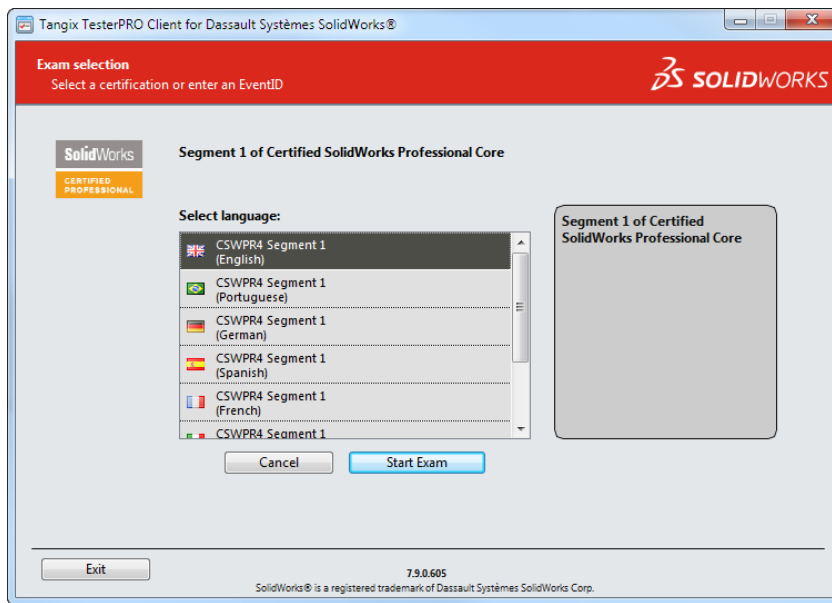 Tangix TesterPRO Client for Dassault Systèmes SolidWorks®
Exam selection
Select a certification or enter an EventID
SOLIDWORKS
SolidWorks
CERTIFIED
PROFESSIONAL
Segment 1 of Certified SolidWorks Professional Core
Select language:
CSWPR4 Segment 1
(English)
CSWPR4 Segment 1
(Portuguese)
CSWPR4 Segment 1
(German)
CSWPR4 Segment 1
(Spanish)
CSWPR4 Segment 1
(French)
CSWPR4 Segment 1
Segment 1 of Certified
SolidWorks Professional Core
Cancel
Start Exam
Exit
7.9.0.605
SolidWorks® is a registered trademark of Dassault Systèmes SolidWorks Corp.